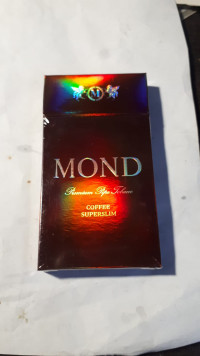 M
MOND
Premium Pipe Tobacco
COFFEE
SUPERSLIM